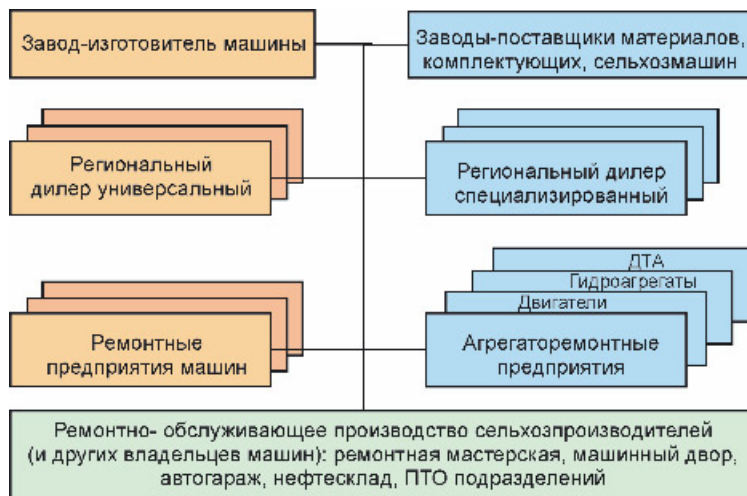 Завод-изготовитель машины
Заводы-поставщики материалов,
комплектующих, сельхозмашин
Региональный
дилер универсальный
Региональный дилер
специализированный
ДТА
Гидроагрегаты
Двигатели
Ремонтные
предприятия машин
Агрегаторемонтные
предприятия
Ремонтно- обслуживающее производство сельхозпроизводителей
(и других владельцев машин): ремонтная мастерская, машинный двор,
автогараж, нефтесклад, ПТО подразделений